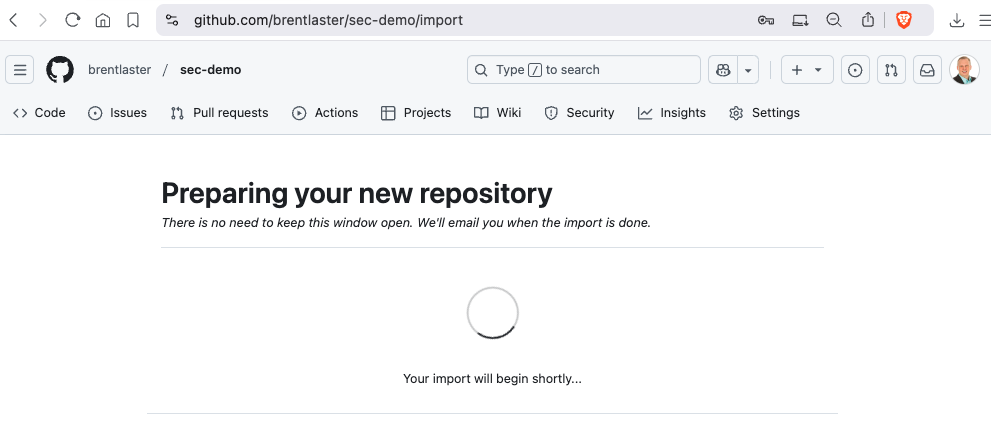 github.com/brentlaster/sec-demo/import
brentlaster / sec-demo
Type / to search
Code Issues Pull requests Actions Projects Wiki Security Insights Settings
Preparing your new repository
There is no need to keep this window open. We'll email you when the import is done.
Your import will begin shortly...